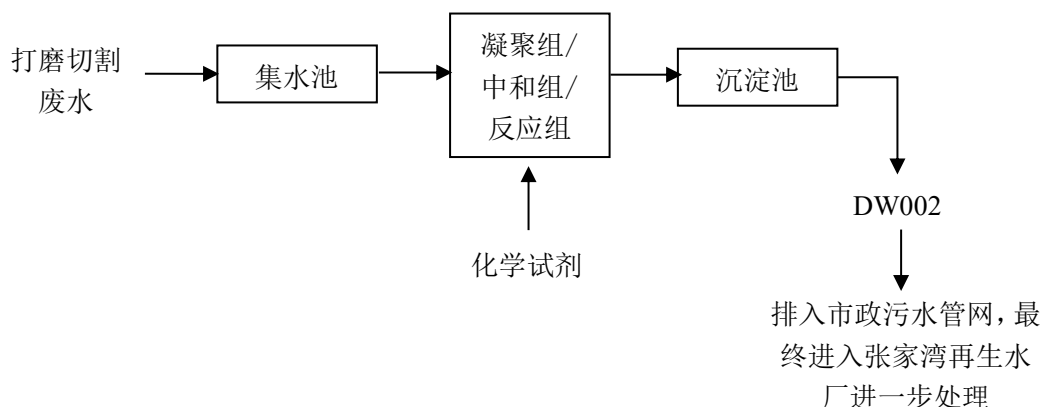 打磨切割
废水
集水池
凝聚组/
中和组/
反应组
沉淀池
DW002
化学试剂
排入市政污水管网，最
终进入张家湾再生水
厂进一步处理